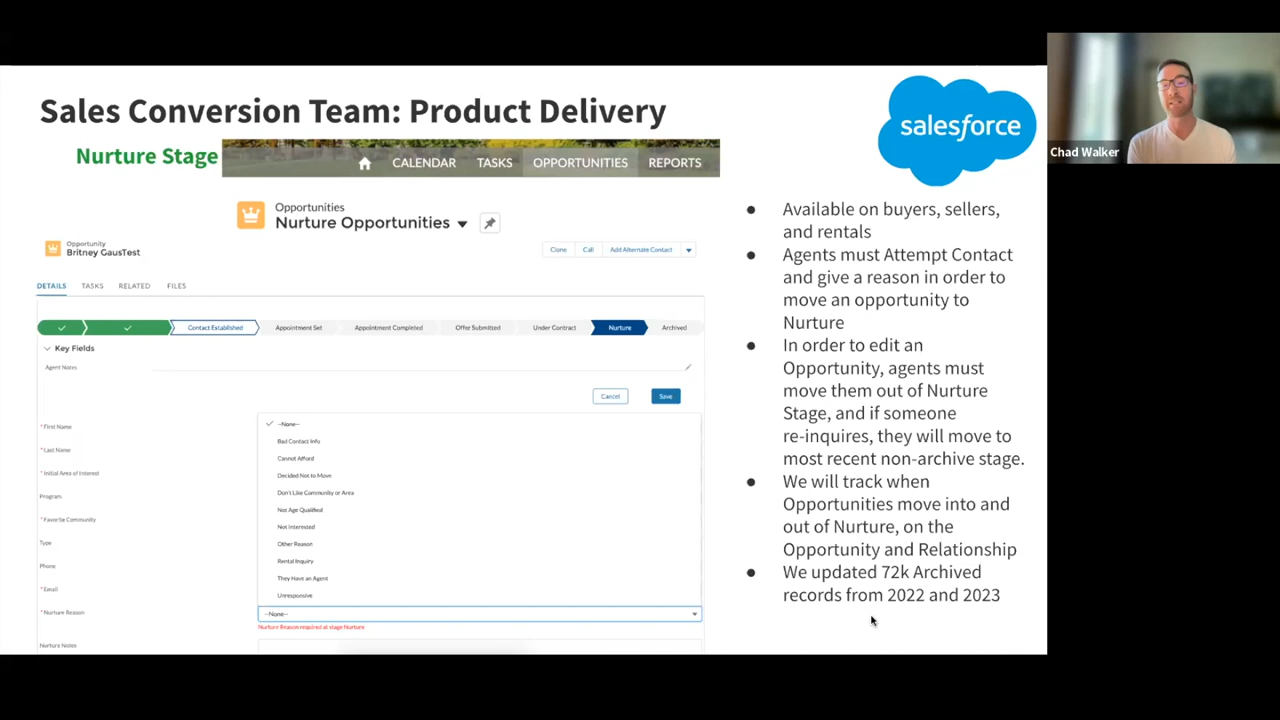 Sales Conversion Team: Product Delivery
Nurture Stage
CALENDAR TASKS OPPORTUNITIES REPORTS
Opportunities
Nurture Opportunities
Opportunity
Britney GausTest
Clone Call Add Alternate Contact
DETAILS TASKS RELATED FILES
Contact Established Appointment Set Appointment Completed Offer Submitted Under Contract Nurture Archived
Key Fields
Agent Notes
Cancel Save
* First Name
* Last Name
* Initial Area of Interest
Program
* Favorite Community
Type
Phone
* Email
* Nurture Reason
Nurture Notes
--None--
Bad Contact Info
Cannot Afford
Decided Not to Move
Don't Like Community or Area
Not Age Qualified
Not Interested
Other Reason
Rental Inquiry
They Have an Agent
Unresponsive
--None--
Nurture Reason required at stage Nurture
salesforce
● Available on buyers, sellers,
and rentals
● Agents must Attempt Contact
and give a reason in order to
move an opportunity to
Nurture
● In order to edit an
Opportunity, agents must
move them out of Nurture
Stage, and if someone
re-inquires, they will move to
most recent non-archive stage.
● We will track when
Opportunities move into and
out of Nurture, on the
Opportunity and Relationship
● We updated 72k Archived
records from 2022 and 2023
Chad Walker